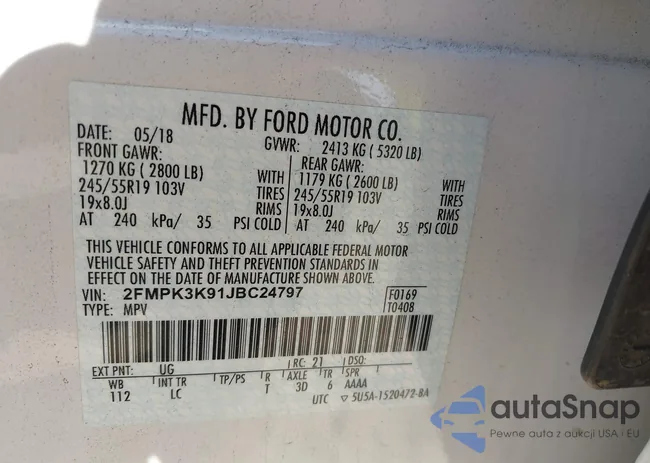 MFD. BY FORD MOTOR CO.
DATE: 05/18 GVWR: 2413 KG ( 5320 LB)
FRONT GAWR: REAR GAWR:
1270 KG ( 2800 LB) WITH 1179 KG ( 2600 LB) WITH
245/55R19 103V TIRES 245/55R19 103V TIRES
19x8.0J RIMS 19x8.0J RIMS
AT 240 kPa/ 35 PSI COLD AT 240 kPa/ 35 PSI COLD
THIS VEHICLE CONFORMS TO ALL APPLICABLE FEDERAL MOTOR
VEHICLE SAFETY AND THEFT PREVENTION STANDARDS IN
EFFECT ON THE DATE OF MANUFACTURE SHOWN ABOVE.
VIN: 2FMPK3K91JBC24797 F0169
TYPE: MPV T0408
EXT PNT: UG RC: 21 DSO:
WB INT TR TP/PS R AXLE TR SPR
112 LC T 3D 6 AAAA
UTC ▽ 5U5A-1520472-BA
autoSnap
Pewne auta z aukcji USA i EU